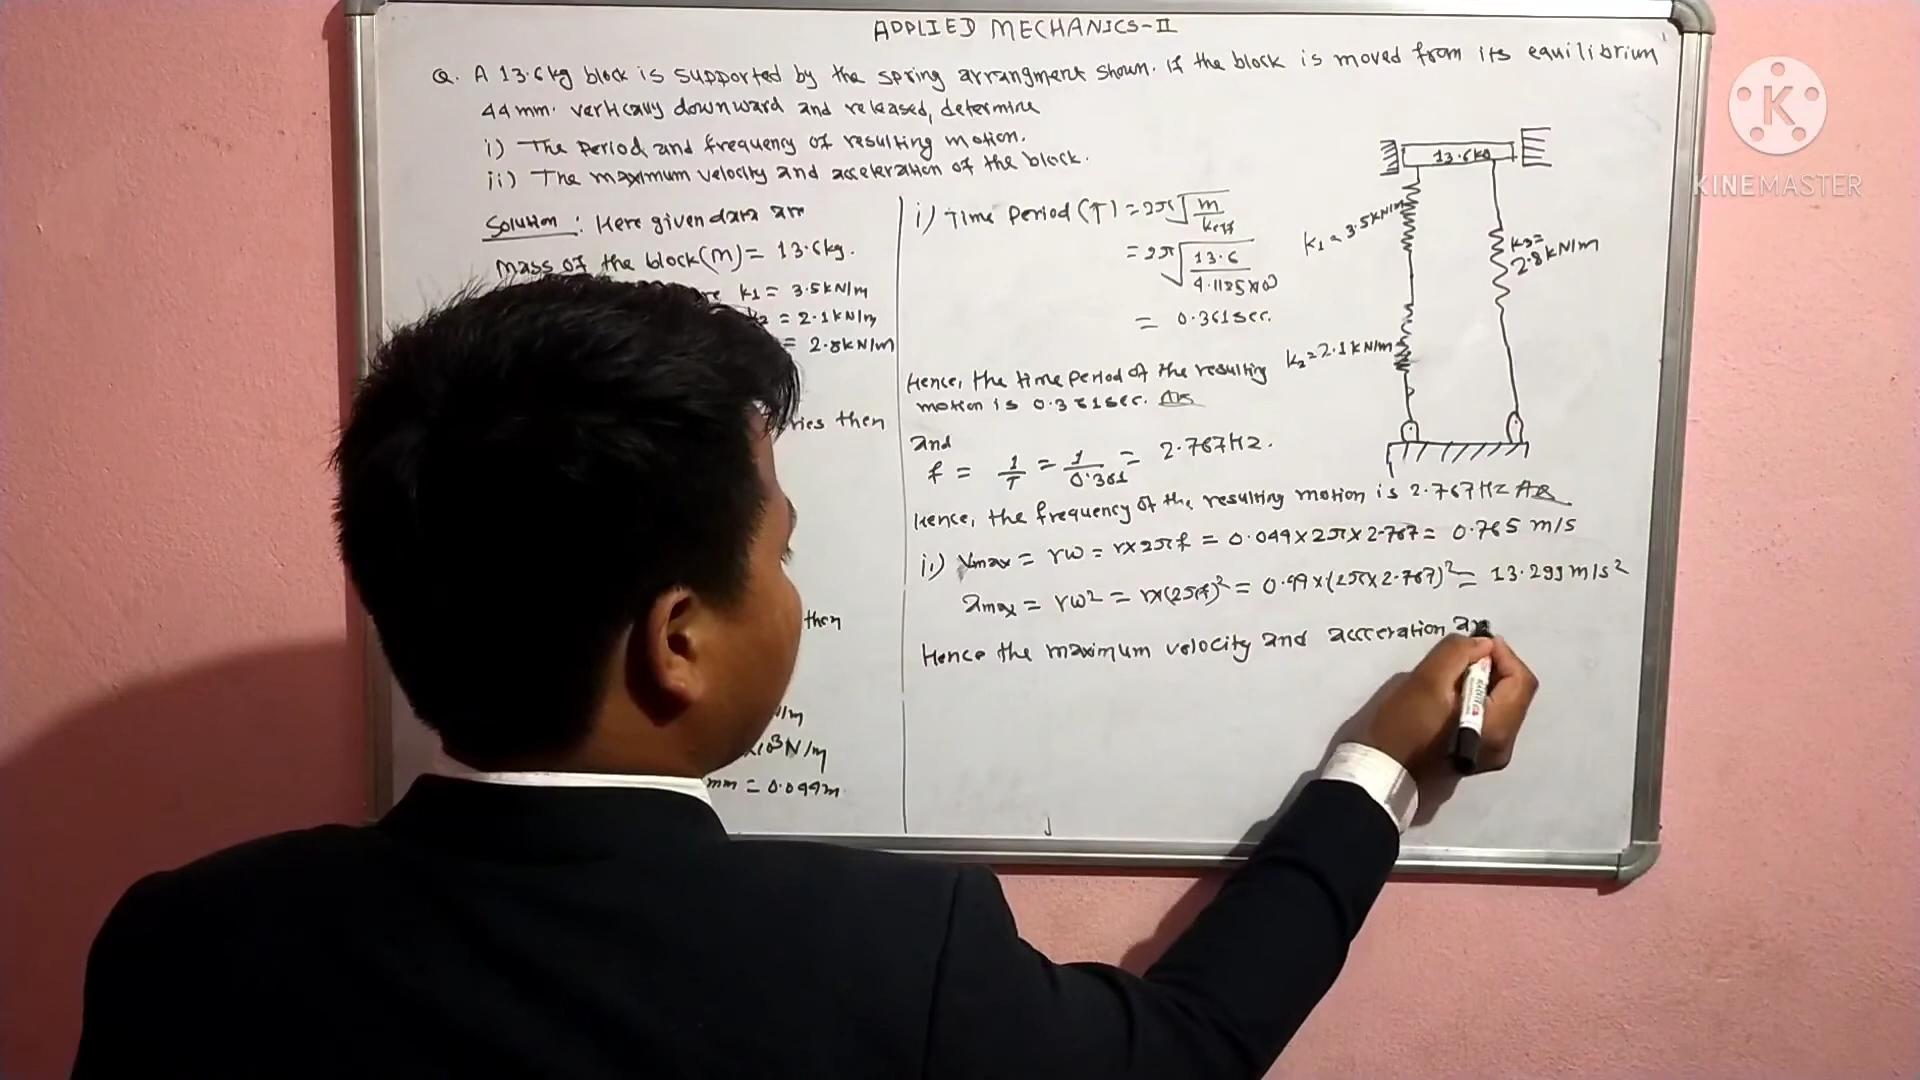 APPLIED MECHANICS-II
Q. A 13.6kg block is supported by the spring arrangment shown. If the block is moved from its equilibrium
44mm. vertically downward and released, determine
i) The period and frequency of resulting motion.
ii) The maximum velocity and acceleration of the block.
Solution: Here given data are
Mass of the block(m) = 13.6kg.
k1 = 3.5kN/m
= 2.1kN/m
= 2.8kN/m
then
then
N/m
mm = 0.044m
i) Time Period (T) = 2π√m/keff
= 2π√13.6/4.1125×10
= 0.361sec.
Hence, the time period of the resulting
motion is 0.361sec. Ans
and
f = 1/T = 1/0.361 = 2.767Hz.
Hence, the frequency of the resulting motion is 2.767Hz Ans
ii) Vmax = rω = r×2πf = 0.044×2π×2.767 = 0.765 m/s
amax = rω² = r×(2πf)² = 0.44×(2π×2.767)² = 13.299m/s²
Hence the maximum velocity and acceration
13.6kg
k1 = 3.5kN/m
k2=2.1kN/m
k3=
2.8kN/m
K
KINEMASTER